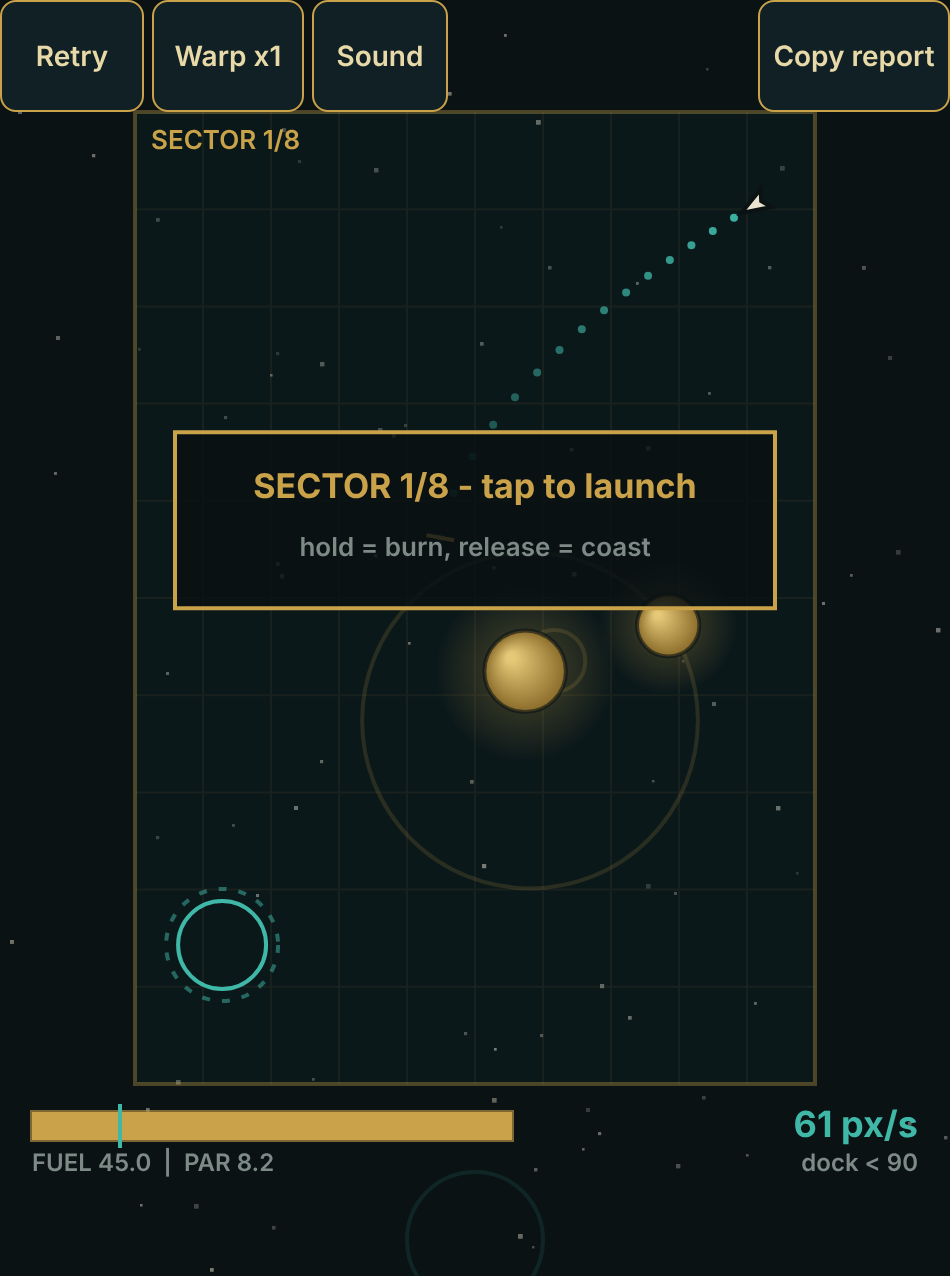 Retry
Warp x1
Sound
Copy report
SECTOR 1/8
SECTOR 1/8 - tap to launch
hold = burn, release = coast
61 px/s
FUEL 45.0 | PAR 8.2
dock < 90